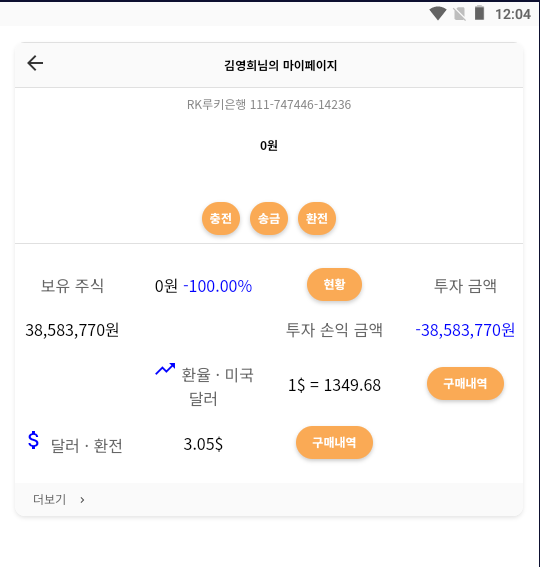 12:04
김영희님의 마이페이지
RK루키은행 111-747446-14236
0원
충전 송금 환전
보유 주식 0원 -100.00% 현황 투자 금액
38,583,770원 투자 손익 금액 -38,583,770원
환율 · 미국
달러
1$ = 1349.68 구매내역
달러 · 환전 3.05$ 구매내역
더보기